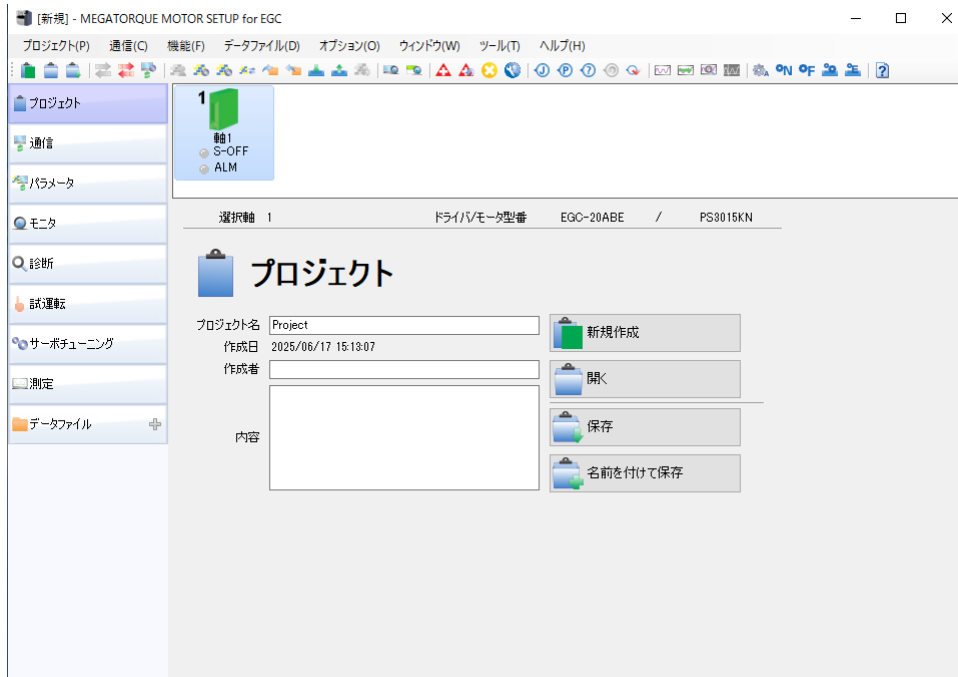 [新規] - MEGATORQUE MOTOR SETUP for EGC
プロジェクト(P) 通信(C) 機能(F) データファイル(D) オプション(O) ウィンドウ(W) ツール(T) ヘルプ(H)
プロジェクト
通信
パラメータ
モニタ
診断
試運転
サーボチューニング
測定
データファイル
1
軸1
S-OFF
ALM
選択軸 1 ドライバ/モータ型番 EGC-20ABE / PS3015KN
プロジェクト
プロジェクト名 Project
作成日 2025/06/17 15:13:07
作成者
内容
新規作成
開く
保存
名前を付けて保存